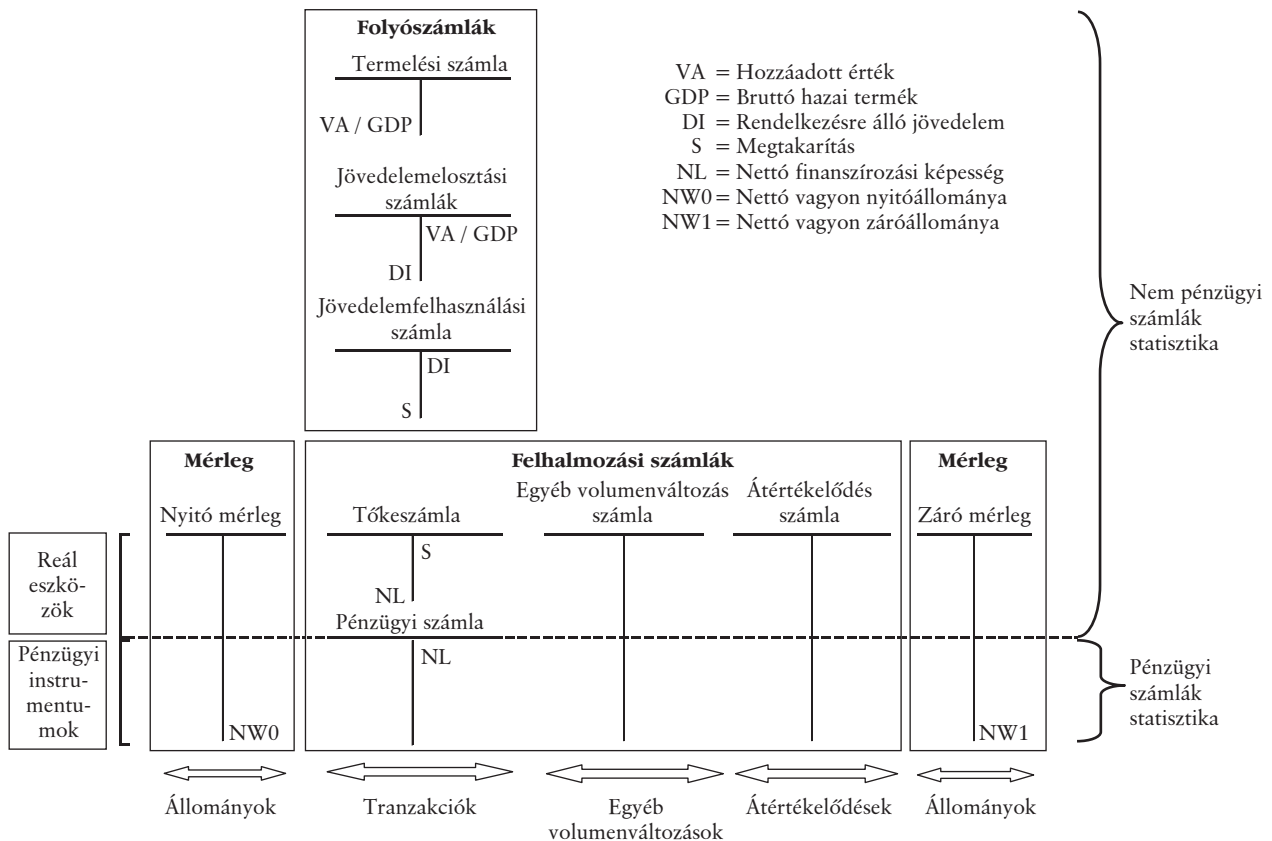 Folyószámlák
Termelési számla
VA / GDP
Jövedelemelosztási
számlák
VA / GDP
DI
Jövedelemfelhasználási
számla
DI
S
VA = Hozzáadott érték
GDP = Bruttó hazai termék
DI = Rendelkezésre álló jövedelem
S = Megtakarítás
NL = Nettó finanszírozási képesség
NW0 = Nettó vagyon nyitóállománya
NW1 = Nettó vagyon záróállománya
Nem pénzügyi
számlák
statisztika
Mérleg
Nyitó mérleg
NW0
Felhalmozási számlák
Tőkeszámla
S
NL
Pénzügyi számla
NL
Egyéb volumenváltozás
számla
Átértékelődés
számla
Mérleg
Záró mérleg
NW1
Reál
eszkö-
zök
Pénzügyi
instru-
mentu-
mok
Pénzügyi
számlák
statisztika
Állományok
Tranzakciók
Egyéb
volumenváltozások
Átértékelődések
Állományok